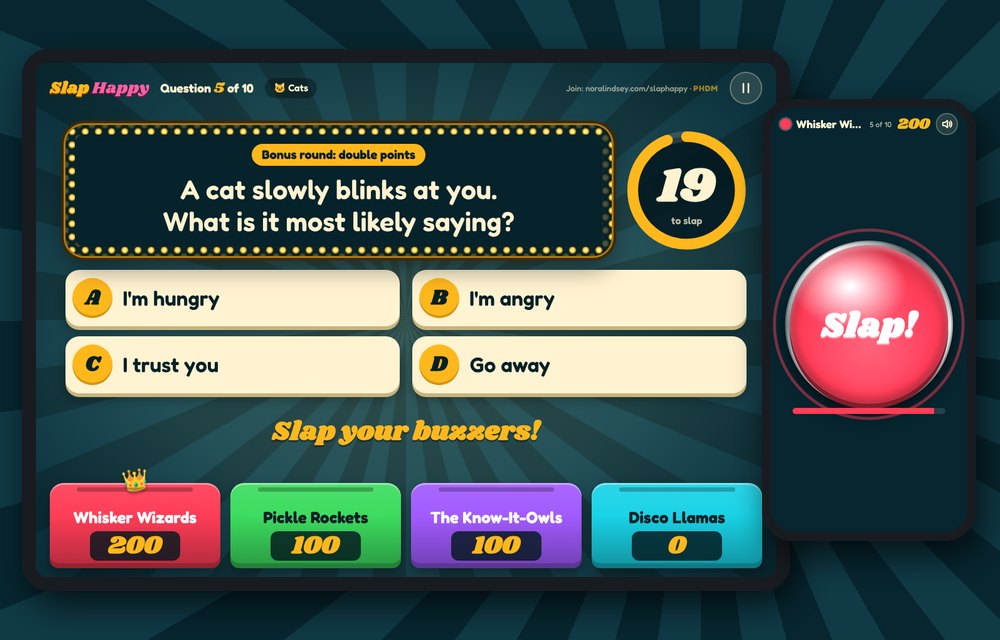 Slap Happy
Question 5 of 10
Cats
Join: noralindsey.com/slaphappy · PHDM
Bonus round: double points
A cat slowly blinks at you.
What is it most likely saying?
19
to slap
A I'm hungry
B I'm angry
C I trust you
D Go away
Slap your buzzers!
Whisker Wizards
200
Pickle Rockets
100
The Know-It-Owls
100
Disco Llamas
0
Whisker Wi...
5 of 10
200
Slap!